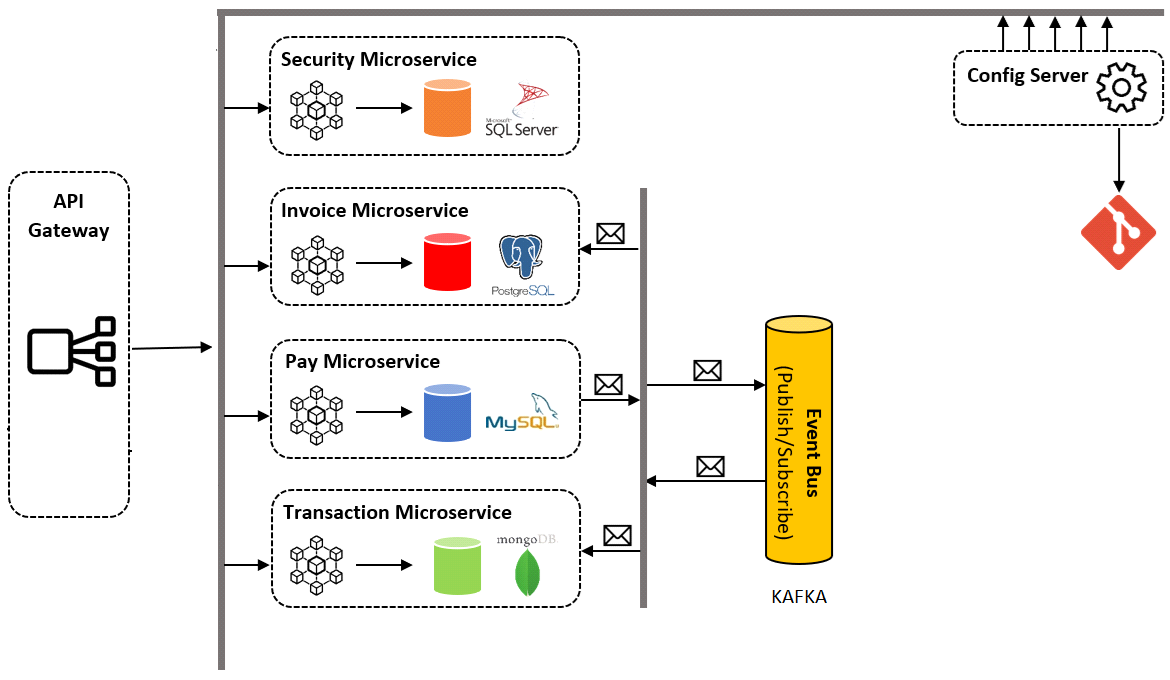 API
Gateway
Security Microservice
Microsoft
SQL Server
Invoice Microservice
PostgreSQL
Pay Microservice
MySQL
Transaction Microservice
mongoDB
Event Bus
(Publish/Subscribe)
KAFKA
Config Server